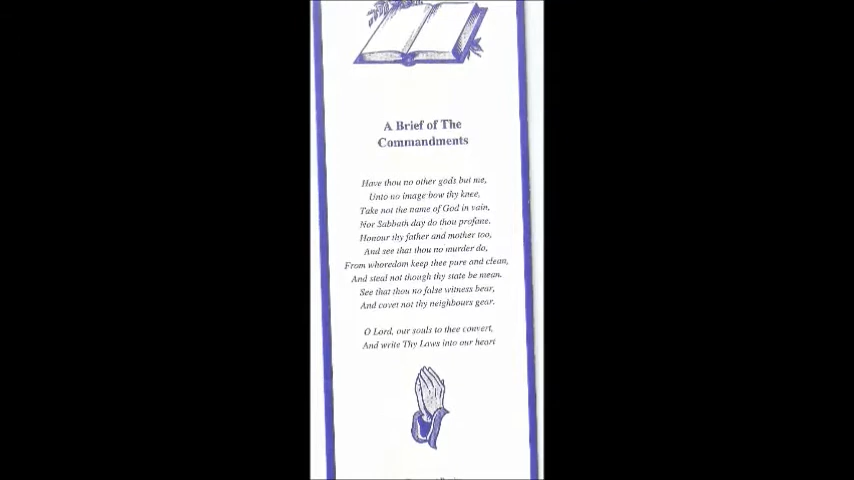 A Brief of The
Commandments
Have thou no other gods but me,
Unto no image bow thy knee,
Take not the name of God in vain,
Nor Sabbath day do thou profane.
Honour thy father and mother too,
And see that thou no murder do,
From whoredom keep thee pure and clean,
And steal not though thy state be mean.
See that thou no false witness bear,
And covet not thy neighbours gear.
O Lord, our souls to thee convert,
And write Thy Laws into our heart